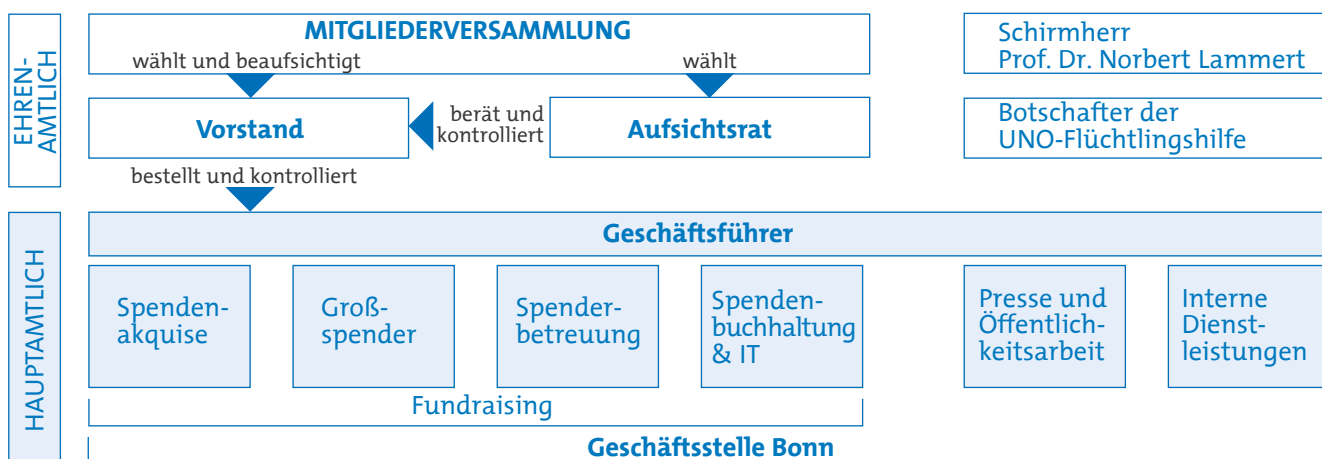 EHREN-
AMTLICH
MITGLIEDERVERSAMMLUNG
wählt und beaufsichtigt
wählt
Schirmherr
Prof. Dr. Norbert Lammert
Vorstand
berät und
kontrolliert
Aufsichtsrat
Botschafter der
UNO-Flüchtlingshilfe
bestellt und kontrolliert
HAUPTAMTLICH
Geschäftsführer
Spenden-
akquise
Groß-
spender
Spender-
betreuung
Spenden-
buchhaltung
& IT
Presse und
Öffentlich-
keitsarbeit
Interne
Dienst-
leistungen
Fundraising
Geschäftsstelle Bonn